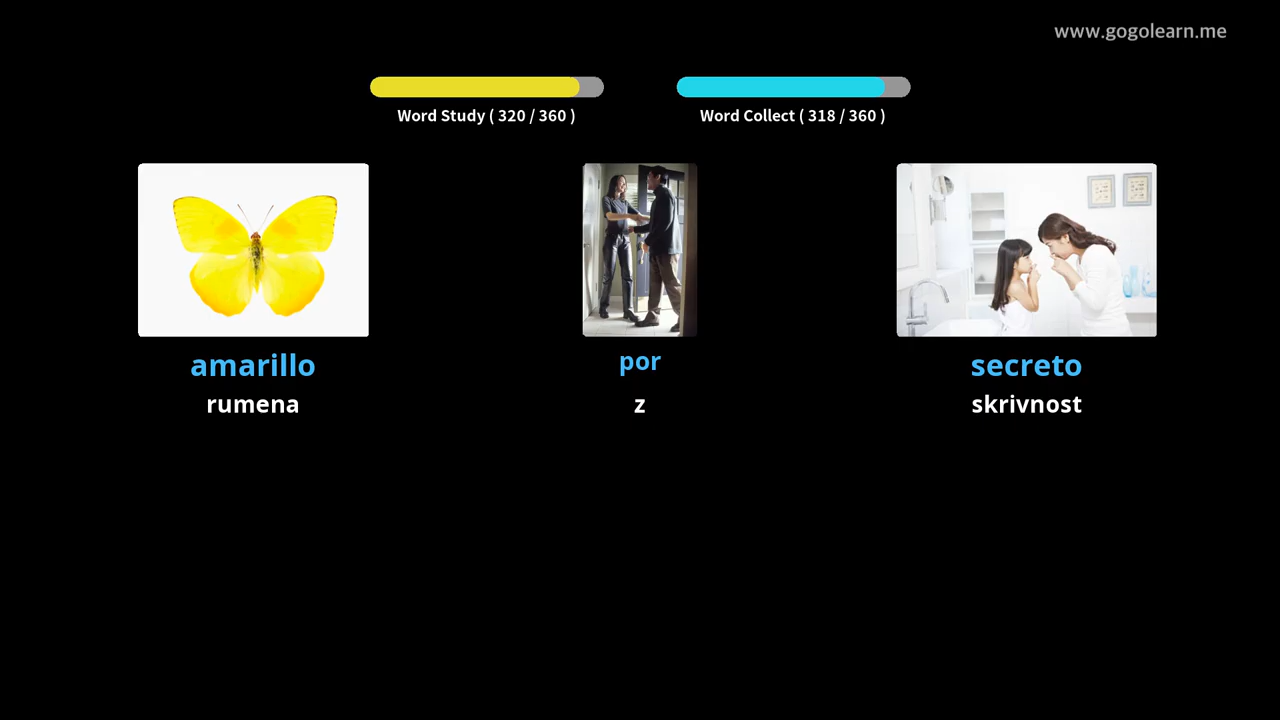 www.gogolearn.me
Word Study ( 320 / 360 )
Word Collect ( 318 / 360 )
amarillo
rumena
por
z
secreto
skrivnost